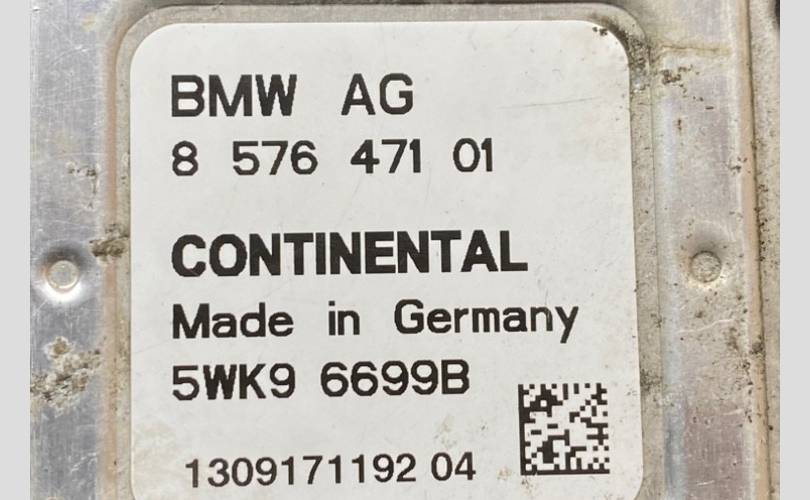 BMW AG
8 576 471 01
CONTINENTAL
Made in Germany
5WK9 6699B
1309171192 04